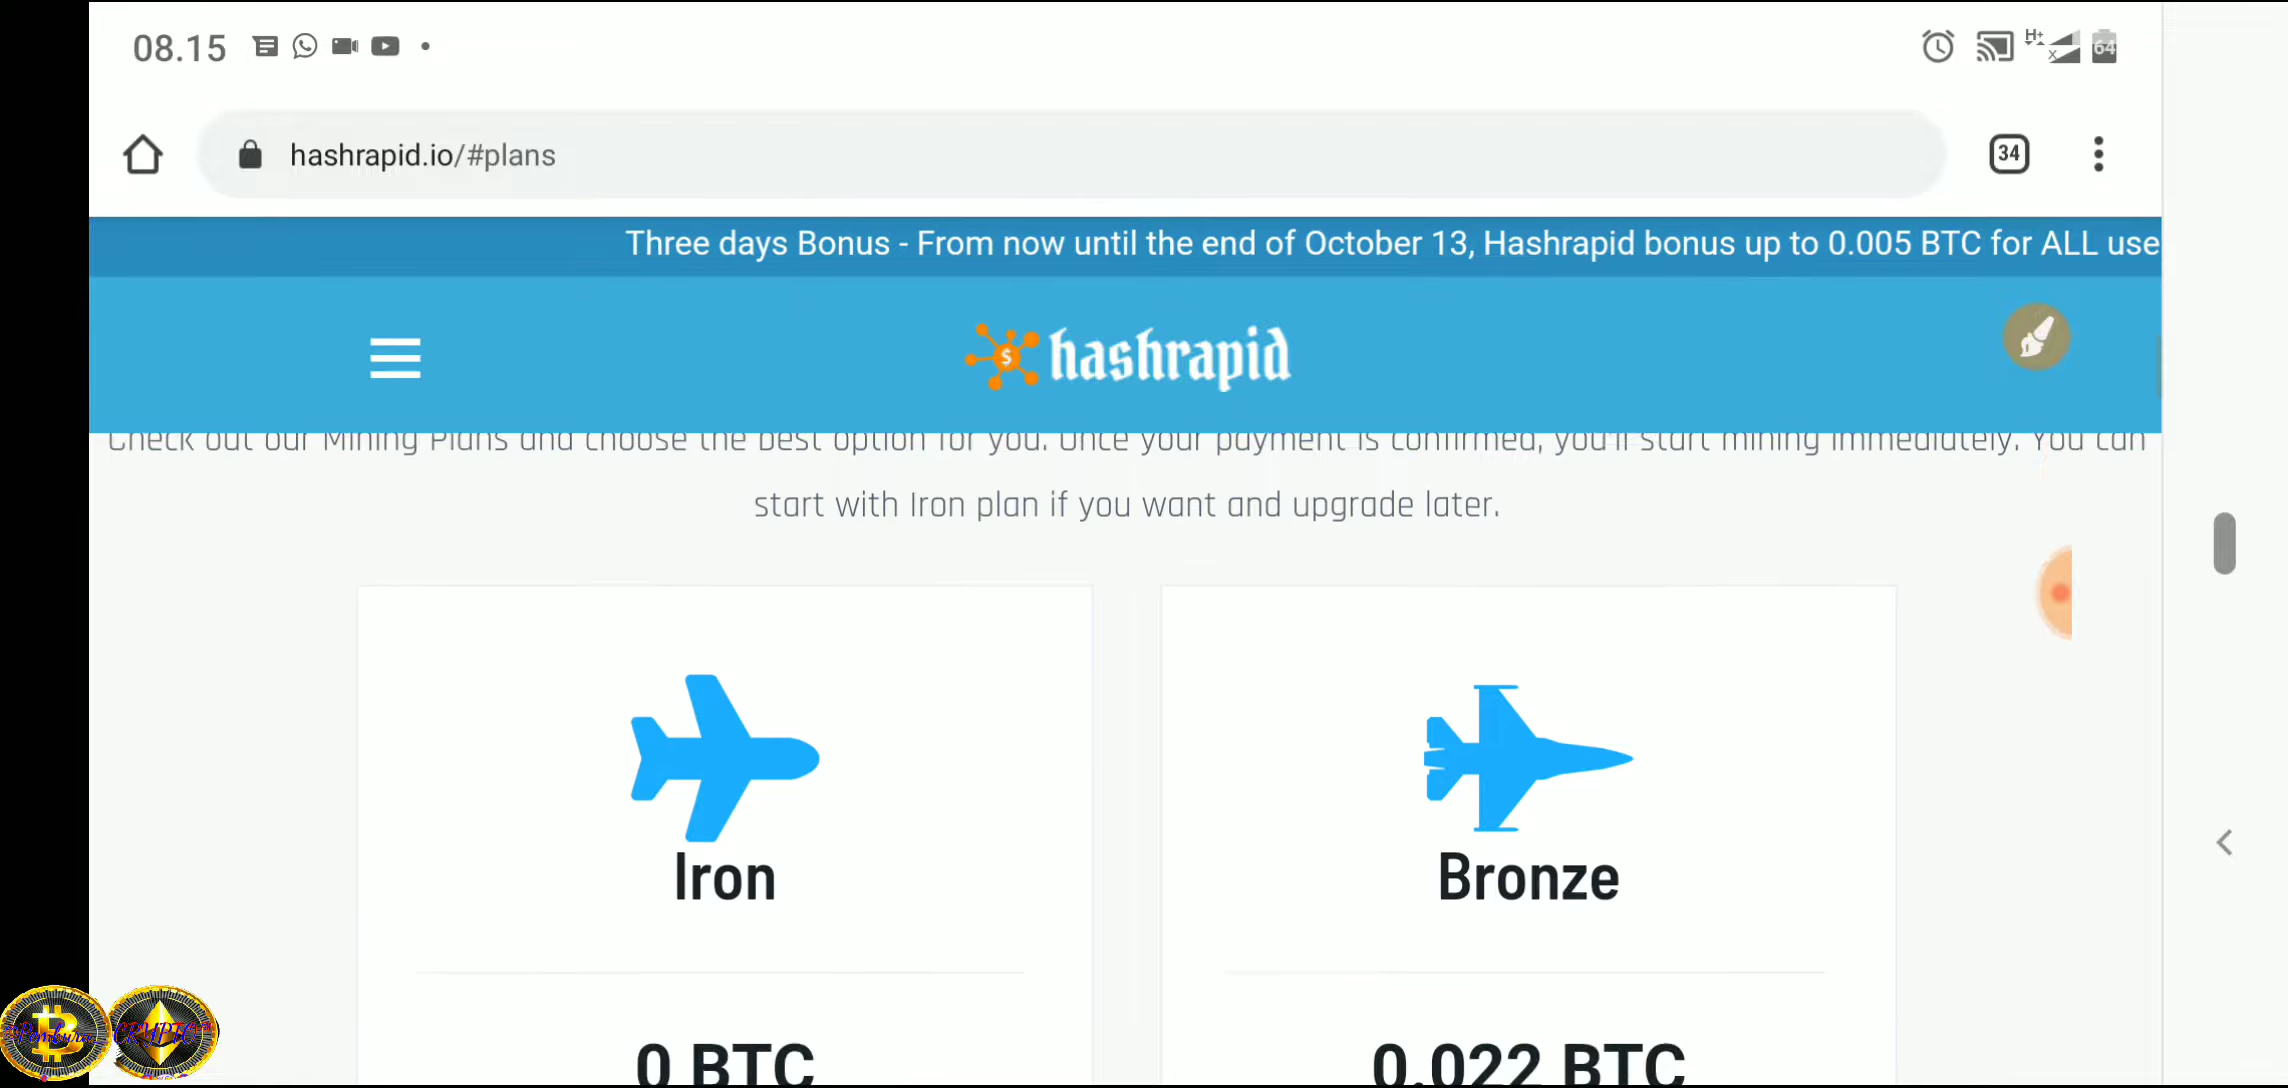 08.15
H+
64
hashrapid.io/#plans
34
Three days Bonus - From now until the end of October 13, Hashrapid bonus up to 0.005 BTC for ALL use
$ hashrapid
Check out our Mining Plans and choose the best option for you. Once your payment is confirmed, you'll start mining immediately. You can
start with Iron plan if you want and upgrade later.
Iron
Bronze
0 BTC
0.022 BTC
Pemburu CRYPTO